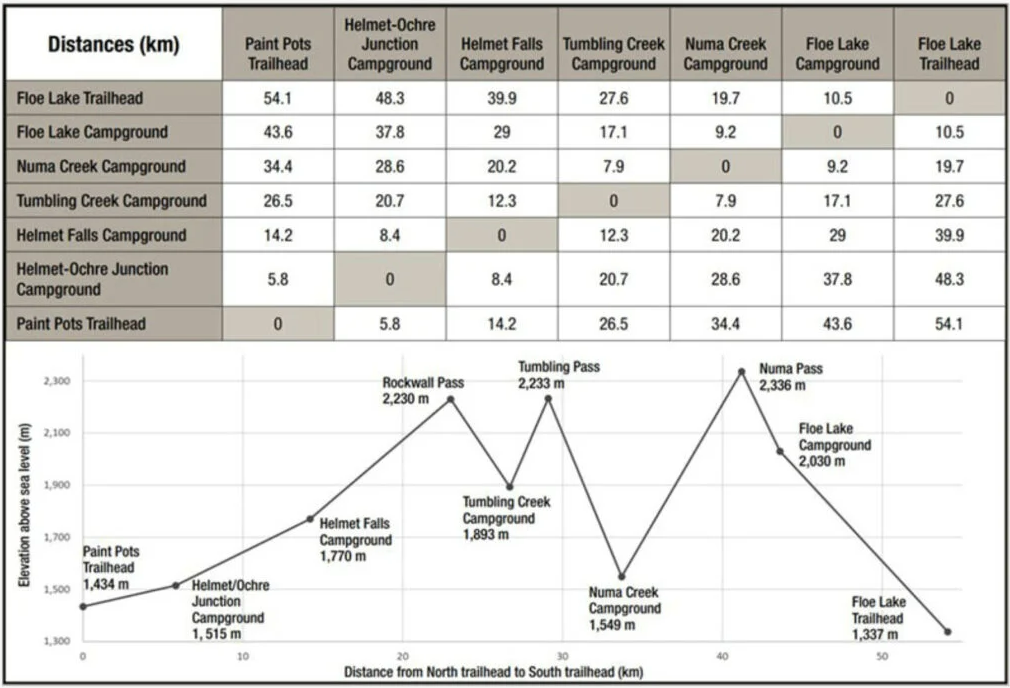 Distances (km)
Paint Pots Trailhead
Helmet-Ochre Junction Campground
Helmet Falls Campground
Tumbling Creek Campground
Numa Creek Campground
Floe Lake Campground
Floe Lake Trailhead
Floe Lake Trailhead 54.1 48.3 39.9 27.6 19.7 10.5 0
Floe Lake Campground 43.6 37.8 29 17.1 9.2 0 10.5
Numa Creek Campground 34.4 28.6 20.2 7.9 0 9.2 19.7
Tumbling Creek Campground 26.5 20.7 12.3 0 7.9 17.1 27.6
Helmet Falls Campground 14.2 8.4 0 12.3 20.2 29 39.9
Helmet-Ochre Junction
Campground 5.8 0 8.4 20.7 28.6 37.8 48.3
Paint Pots Trailhead 0 5.8 14.2 26.5 34.4 43.6 54.1
Elevation above sea level (m)
2,300
2,100
1,900
1,700
1,500
1,300
Paint Pots
Trailhead
1,434 m
Helmet/Ochre
Junction
Campground
1, 515 m
Helmet Falls
Campground
1,770 m
Rockwall Pass
2,230 m
Tumbling Creek
Campground
1,893 m
Tumbling Pass
2,233 m
Numa Creek
Campground
1,549 m
Numa Pass
2,336 m
Floe Lake
Campground
2,030 m
Floe Lake
Trailhead
1,337 m
0 10 20 30 40 50
Distance from North trailhead to South trailhead (km)